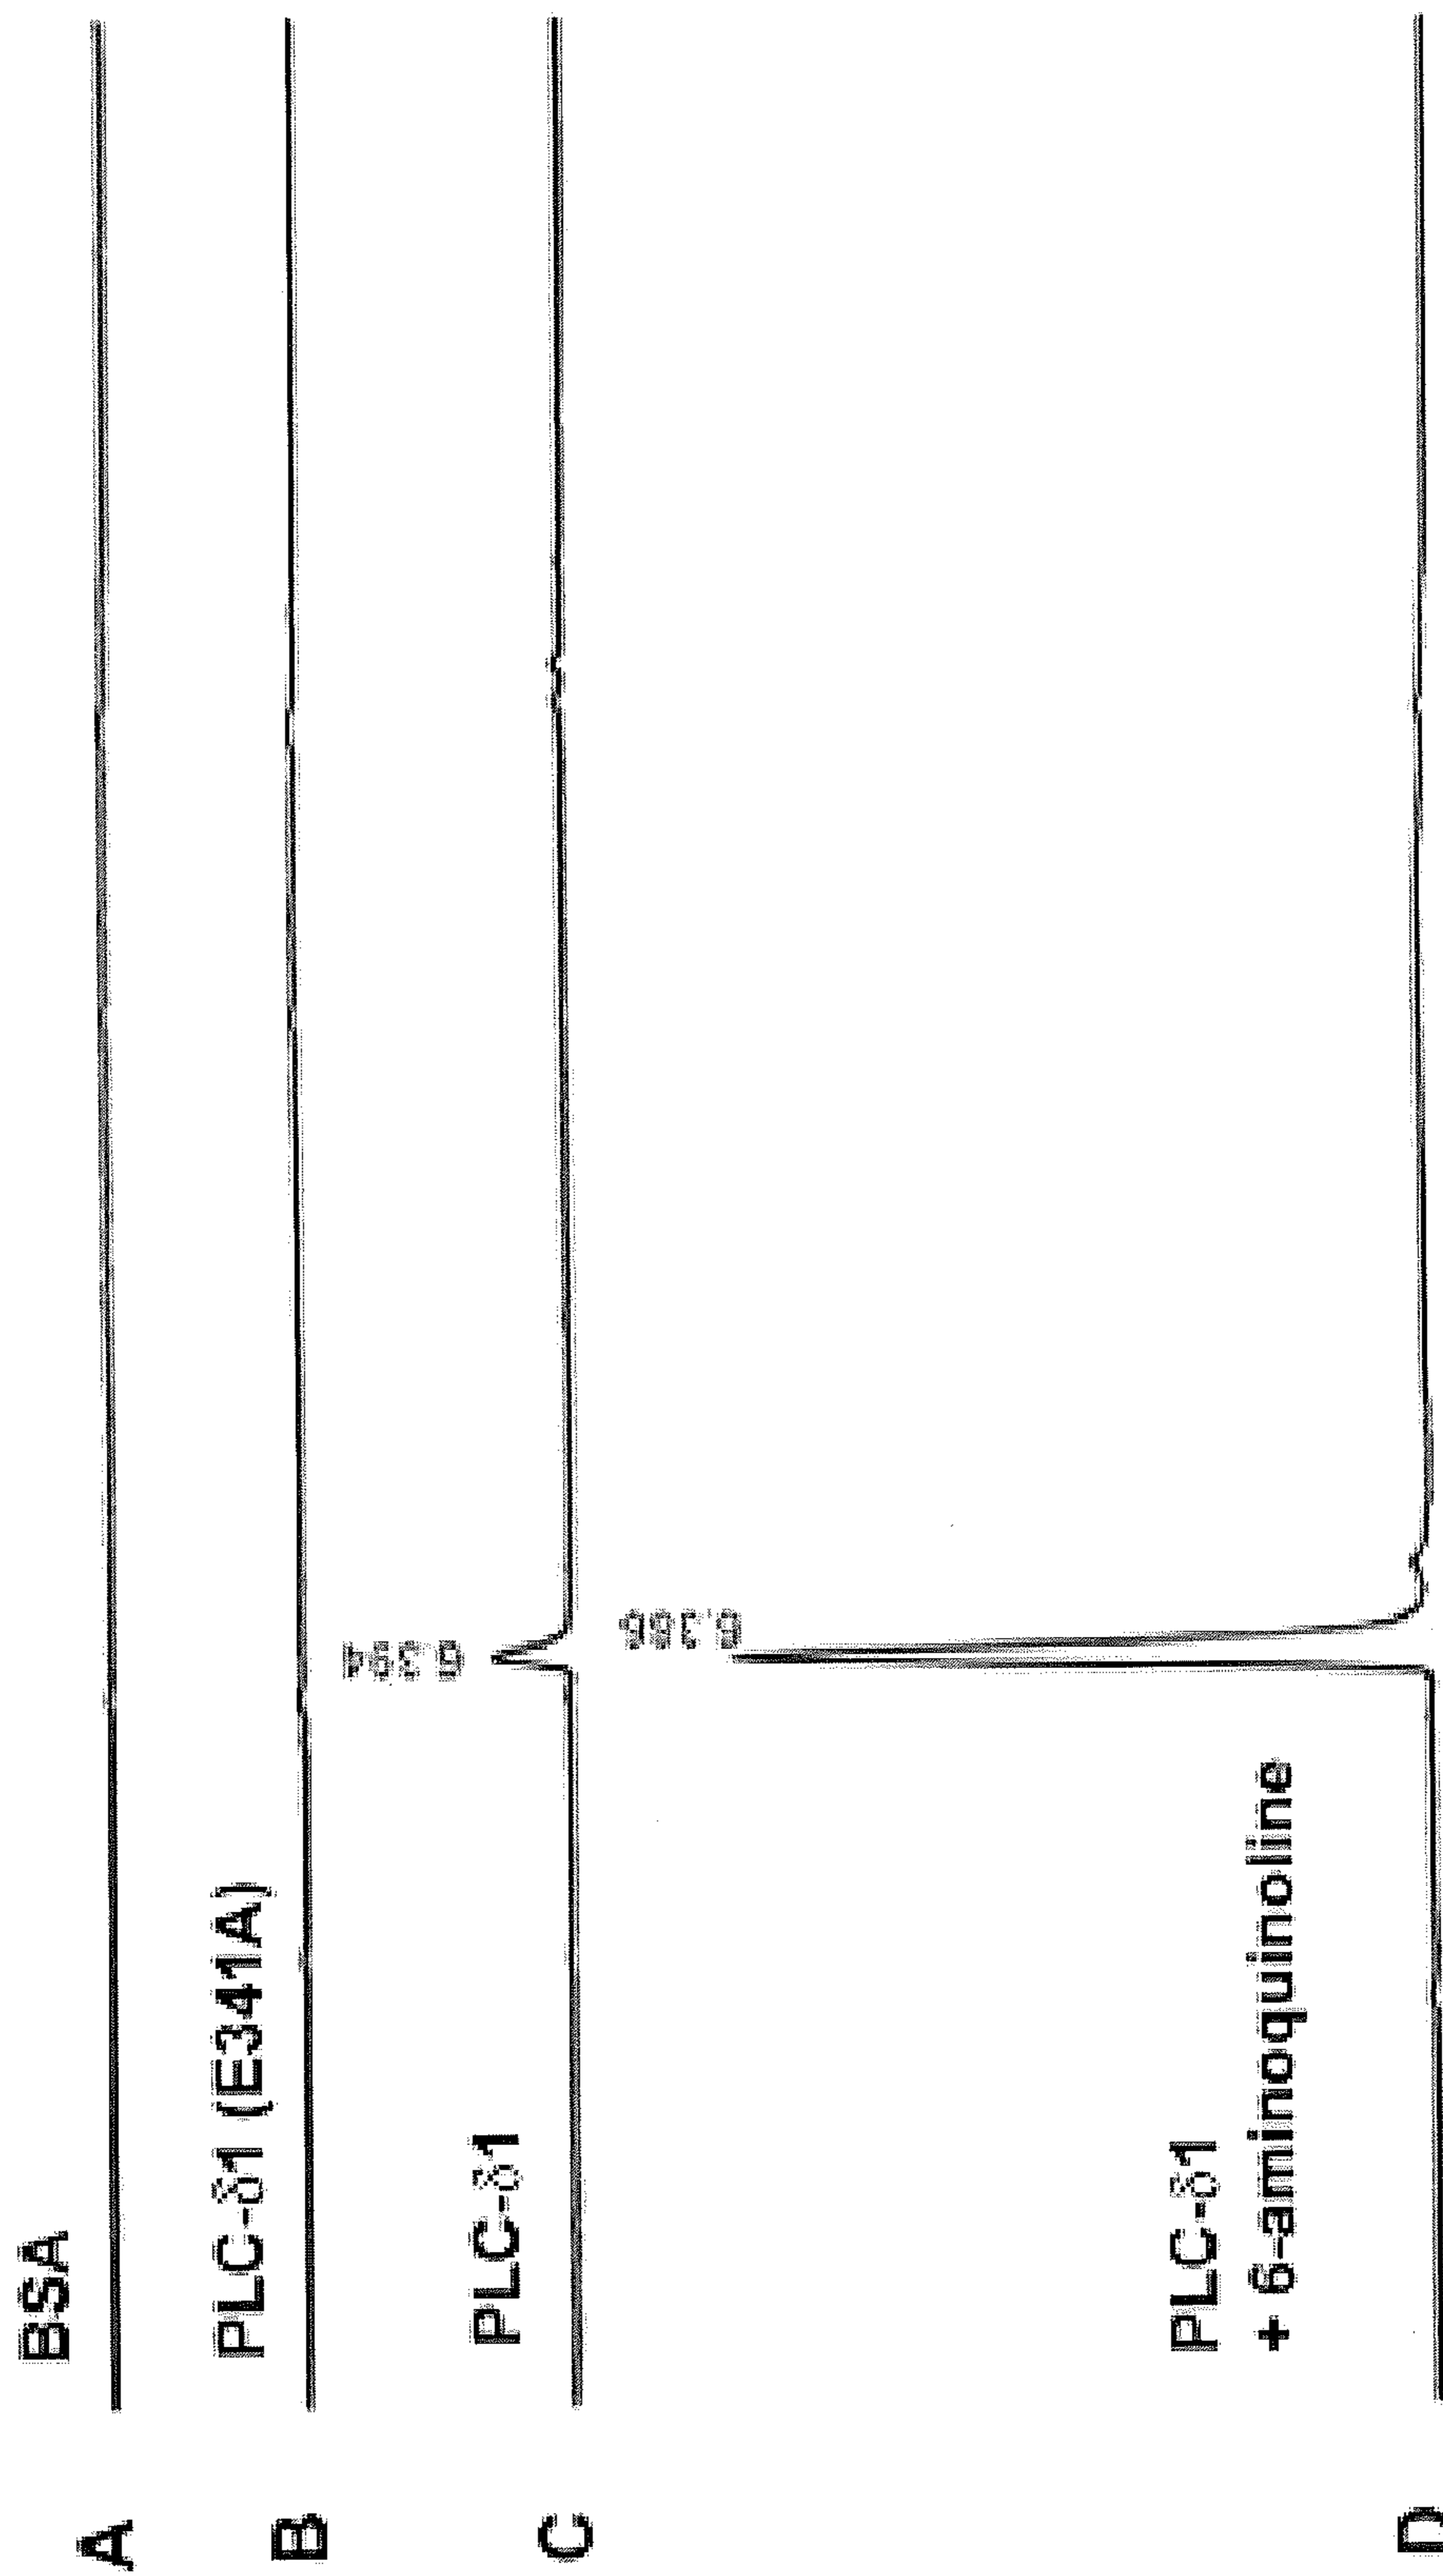 A
BSA
B
PLC-δ1 (E341A)
C
PLC-δ1
6.394
D
PLC-δ1
+ 6-aminoquinoline
6.386